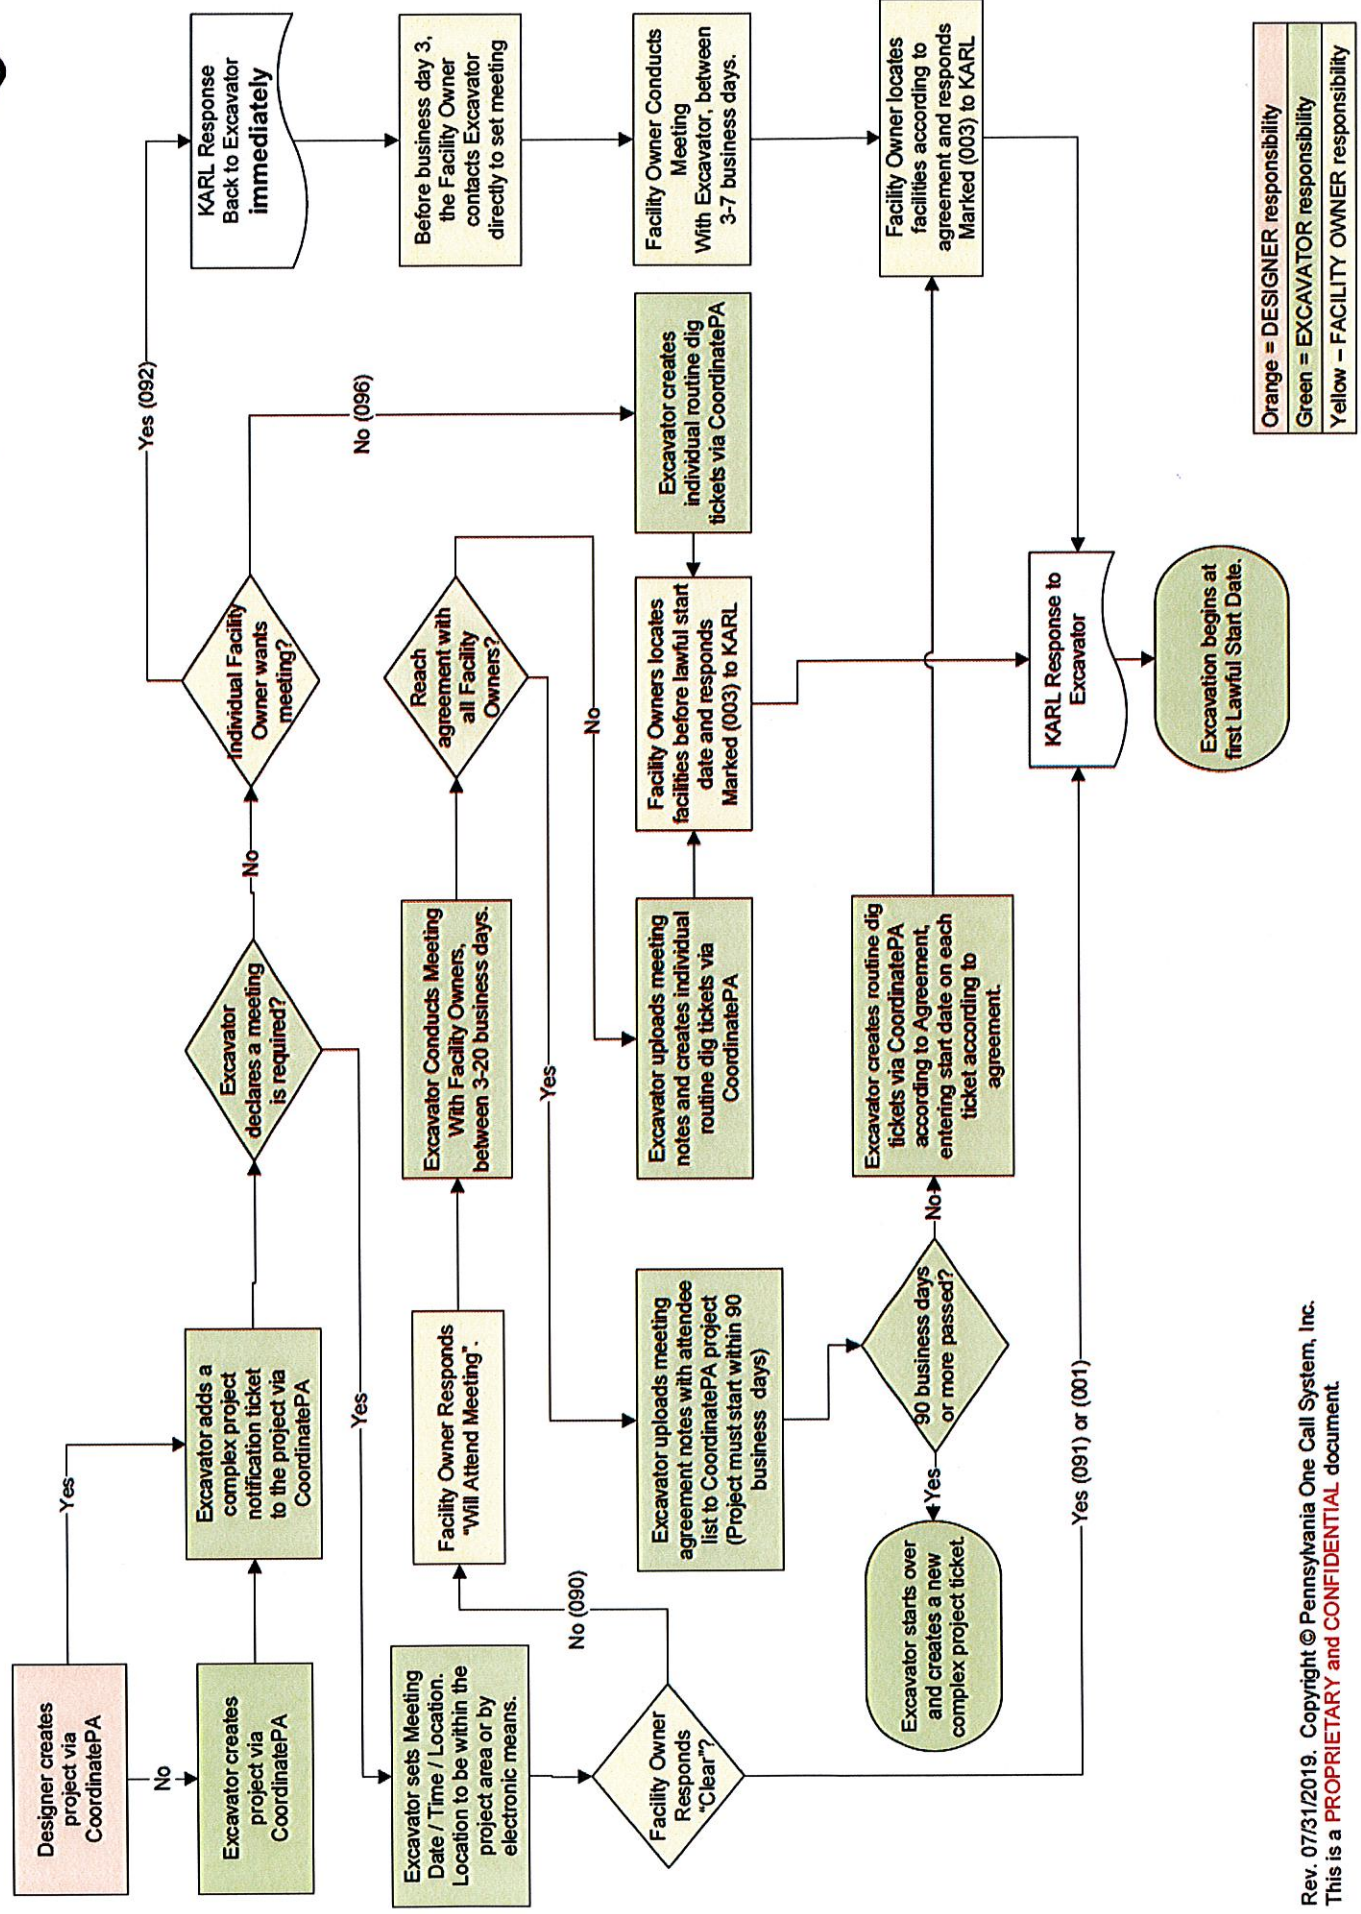 Designer creates
project via
CoordinatePA
Yes
No
Excavator creates
project via
CoordinatePA
Excavator adds a
complex project
notification ticket
to the project via
CoordinatePA
Excavator
declares a meeting
is required?
No
Yes
Individual Facility
Owner wants
meeting?
Yes (092)
No (096)
KARL Response
Back to Excavator
immediately
Before business day 3,
the Facility Owner
contacts Excavator
directly to set meeting
Facility Owner Conducts
Meeting
With Excavator, between
3-7 business days.
Facility Owner locates
facilities according to
agreement and responds
Marked (003) to KARL
Excavator sets Meeting
Date / Time / Location.
Location to be within the
project area or by
electronic means.
Facility Owner
Responds
"Clear"?
No (090)
Facility Owner Responds
"Will Attend Meeting".
Excavator Conducts Meeting
With Facility Owners,
between 3-20 business days.
Reach
agreement with
all Facility
Owners?
Yes
No
Excavator uploads meeting
agreement notes with attendee
list to CoordinatePA project
(Project must start within 90
business days)
Excavator uploads meeting
notes and creates individual
routine dig tickets via
CoordinatePA
Facility Owners locates
facilities before lawful start
date and responds
Marked (003) to KARL
Excavator creates
individual routine dig
tickets via CoordinatePA
90 business days
or more passed?
Yes
No
Excavator starts over
and creates a new
complex project ticket.
Excavator creates routine dig
tickets via CoordinatePA
according to Agreement,
entering start date on each
ticket according to
agreement.
Yes (091) or (001)
KARL Response to
Excavator
Excavation begins at
first Lawful Start Date.
Orange = DESIGNER responsibility
Green = EXCAVATOR responsibility
Yellow – FACILITY OWNER responsibility
Rev. 07/31/2019. Copyright © Pennsylvania One Call System, Inc.
This is a PROPRIETARY and CONFIDENTIAL document.